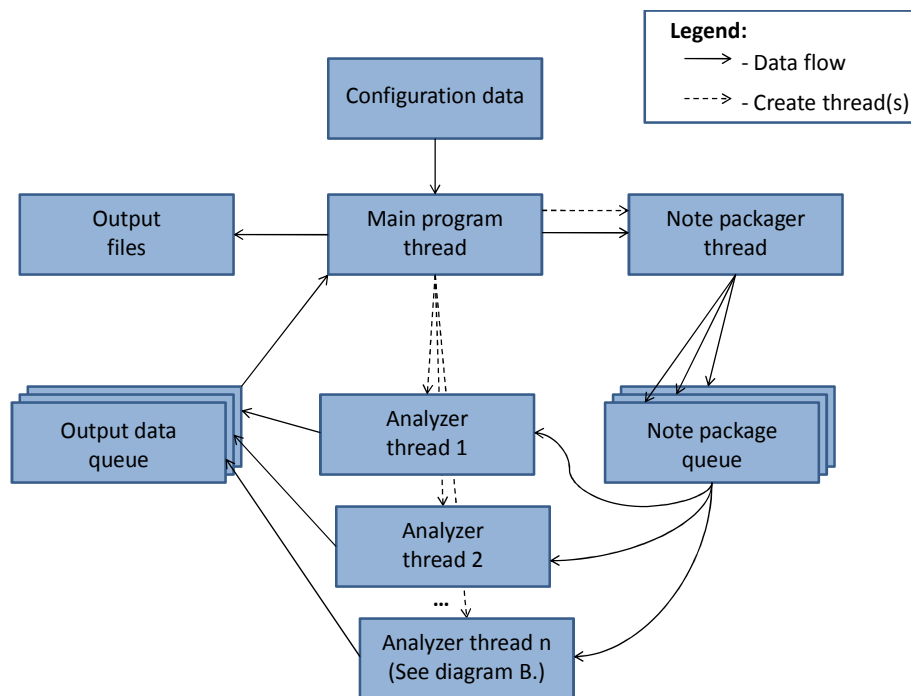 Legend:
- Data flow
- Create thread(s)
Configuration data
Output
files
Main program
thread
Note packager
thread
Output data
queue
Analyzer
thread 1
Note package
queue
Analyzer
thread 2
...
Analyzer thread n
(See diagram B.)